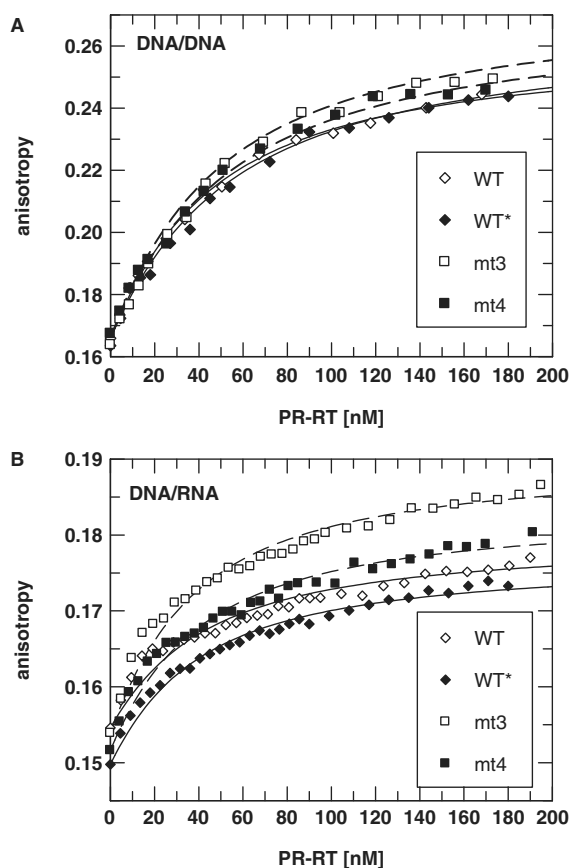 A
DNA/DNA
0.26
0.24
0.22
0.20
0.18
0.16
anisotropy
WT
WT*
mt3
mt4
0 20 40 60 80 100 120 140 160 180 200
PR-RT [nM]
B
DNA/RNA
0.19
0.18
0.17
0.16
0.15
anisotropy
WT
WT*
mt3
mt4
0 20 40 60 80 100 120 140 160 180 200
PR-RT [nM]